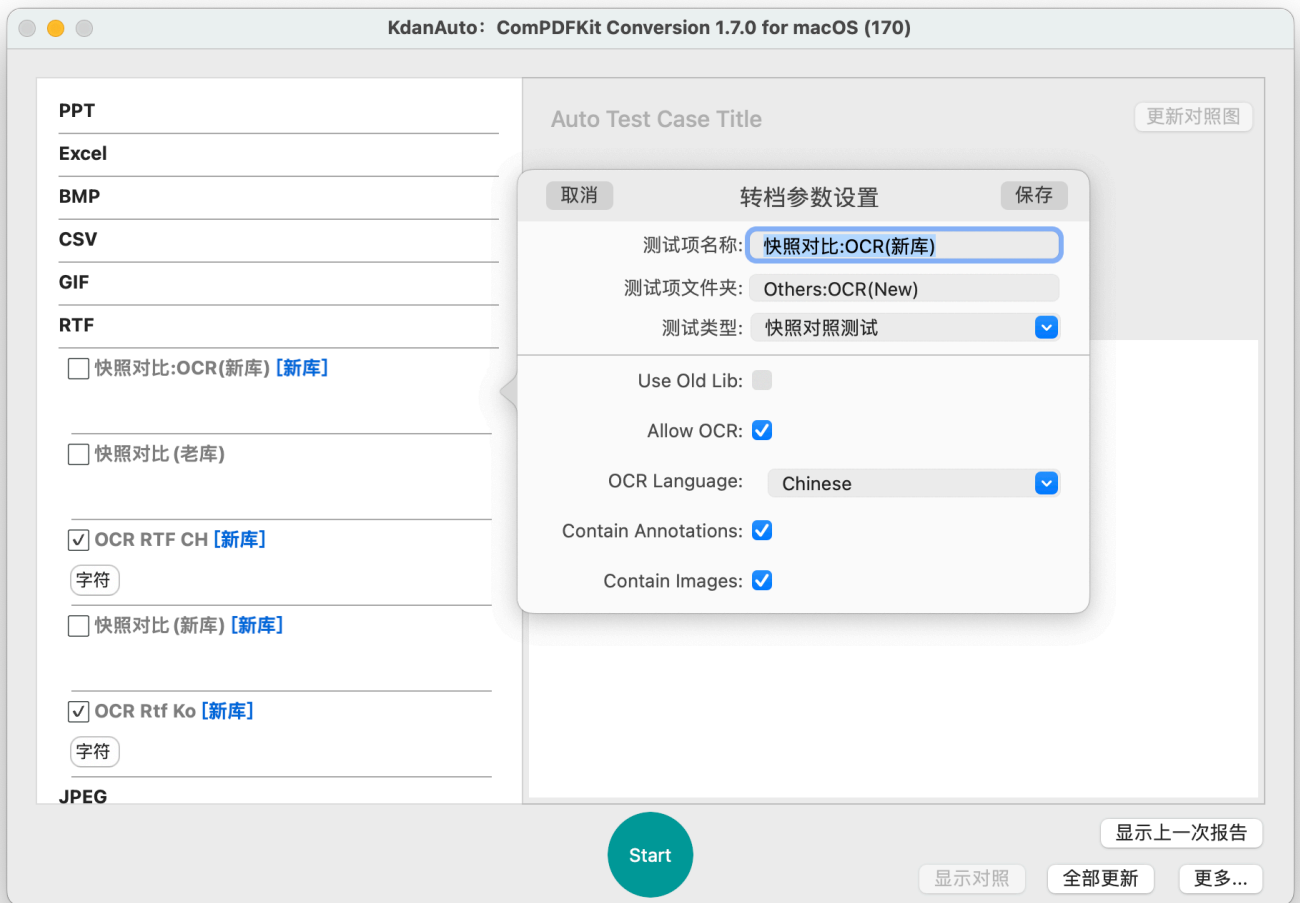 KdanAuto：ComPDFKit Conversion 1.7.0 for macOS (170)
PPT
Excel
BMP
CSV
GIF
RTF
快照对比:OCR(新库) [新库]
快照对比 (老库)
OCR RTF CH [新库]
字符
快照对比 (新库) [新库]
OCR Rtf Ko [新库]
字符
JPEG
Auto Test Case Title
更新对照图
取消
转档参数设置
保存
测试项名称: 快照对比:OCR(新库)
测试项文件夹: Others:OCR(New)
测试类型: 快照对照测试
Use Old Lib:
Allow OCR:
OCR Language: Chinese
Contain Annotations:
Contain Images:
Start
显示上一次报告
显示对照
全部更新
更多...